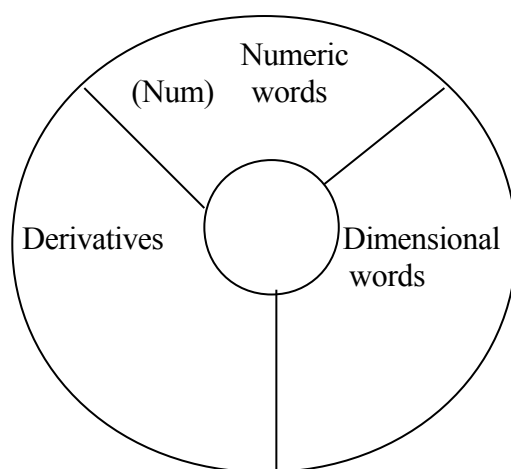 Numeric
(Num) words
Derivatives
Dimensional
words